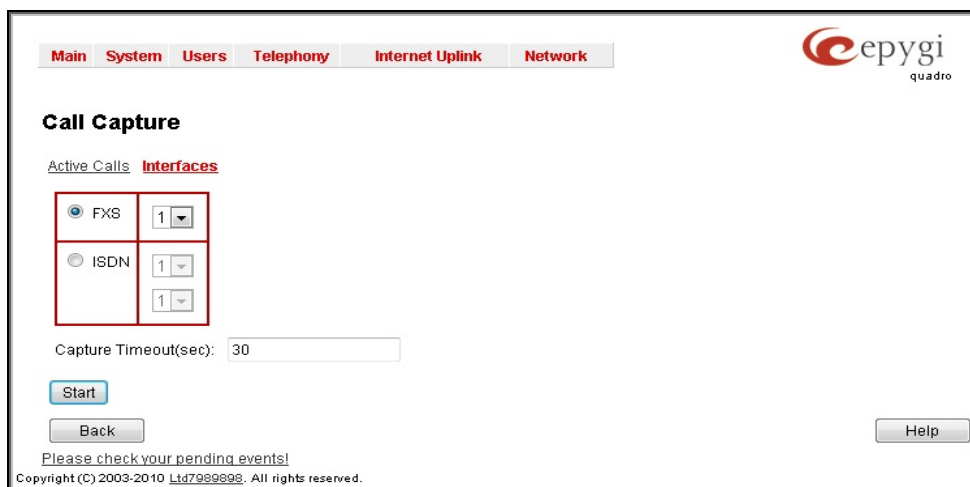 Main System Users Telephony Internet Uplink Network
epygi
quadro
Call Capture
Active Calls Interfaces
FXS 1
ISDN 1
1
Capture Timeout(sec): 30
Start
Back Help
Please check your pending events!
Copyright (C) 2003-2010 Ltd7989898. All rights reserved.